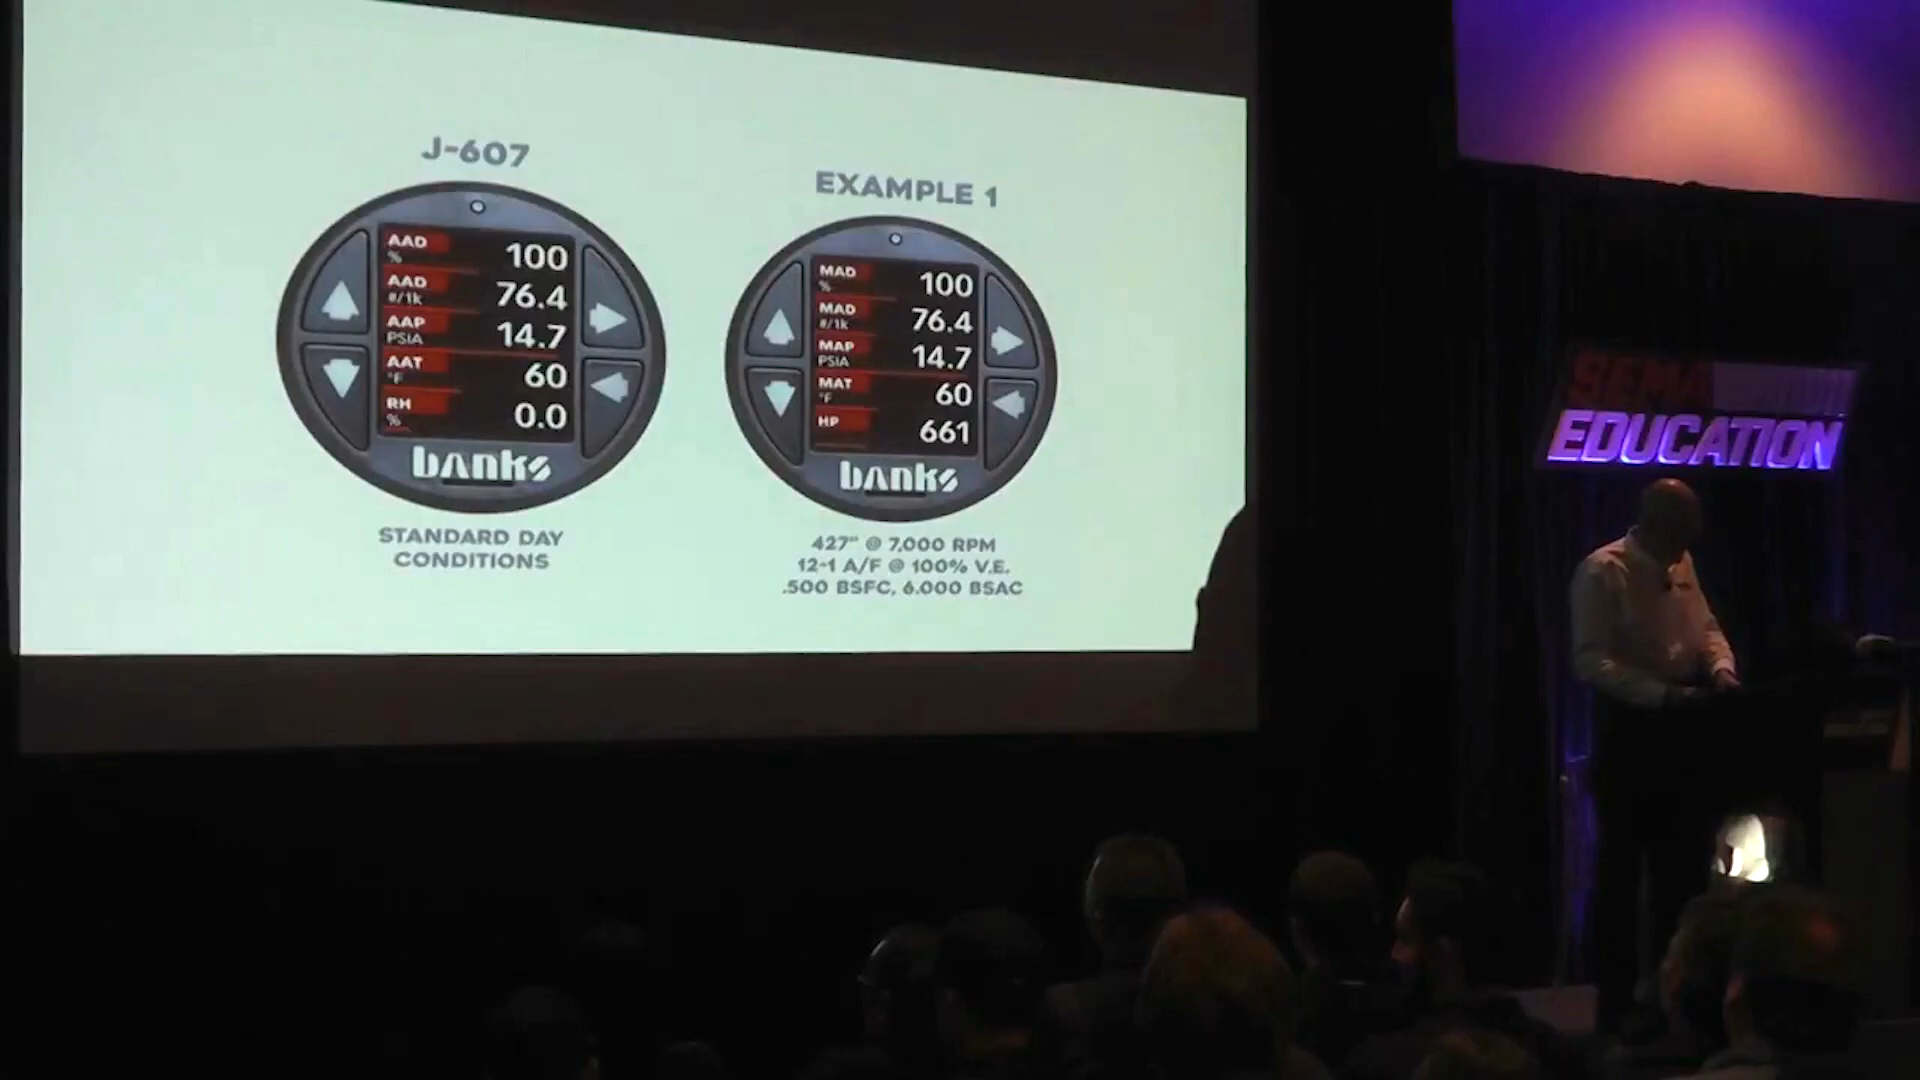 J-607
AAD % 100
AAD #/1k 76.4
AAP PSIA 14.7
AAT °F 60
RH % 0.0
banks
STANDARD DAY
CONDITIONS
EXAMPLE 1
MAD % 100
MAD #/1k 76.4
MAP PSIA 14.7
MAT °F 60
HP 661
banks
427" @ 7,000 RPM
12-1 A/F @ 100% V.E.
.500 BSFC, 6.000 BSAC
SEMA
EDUCATION